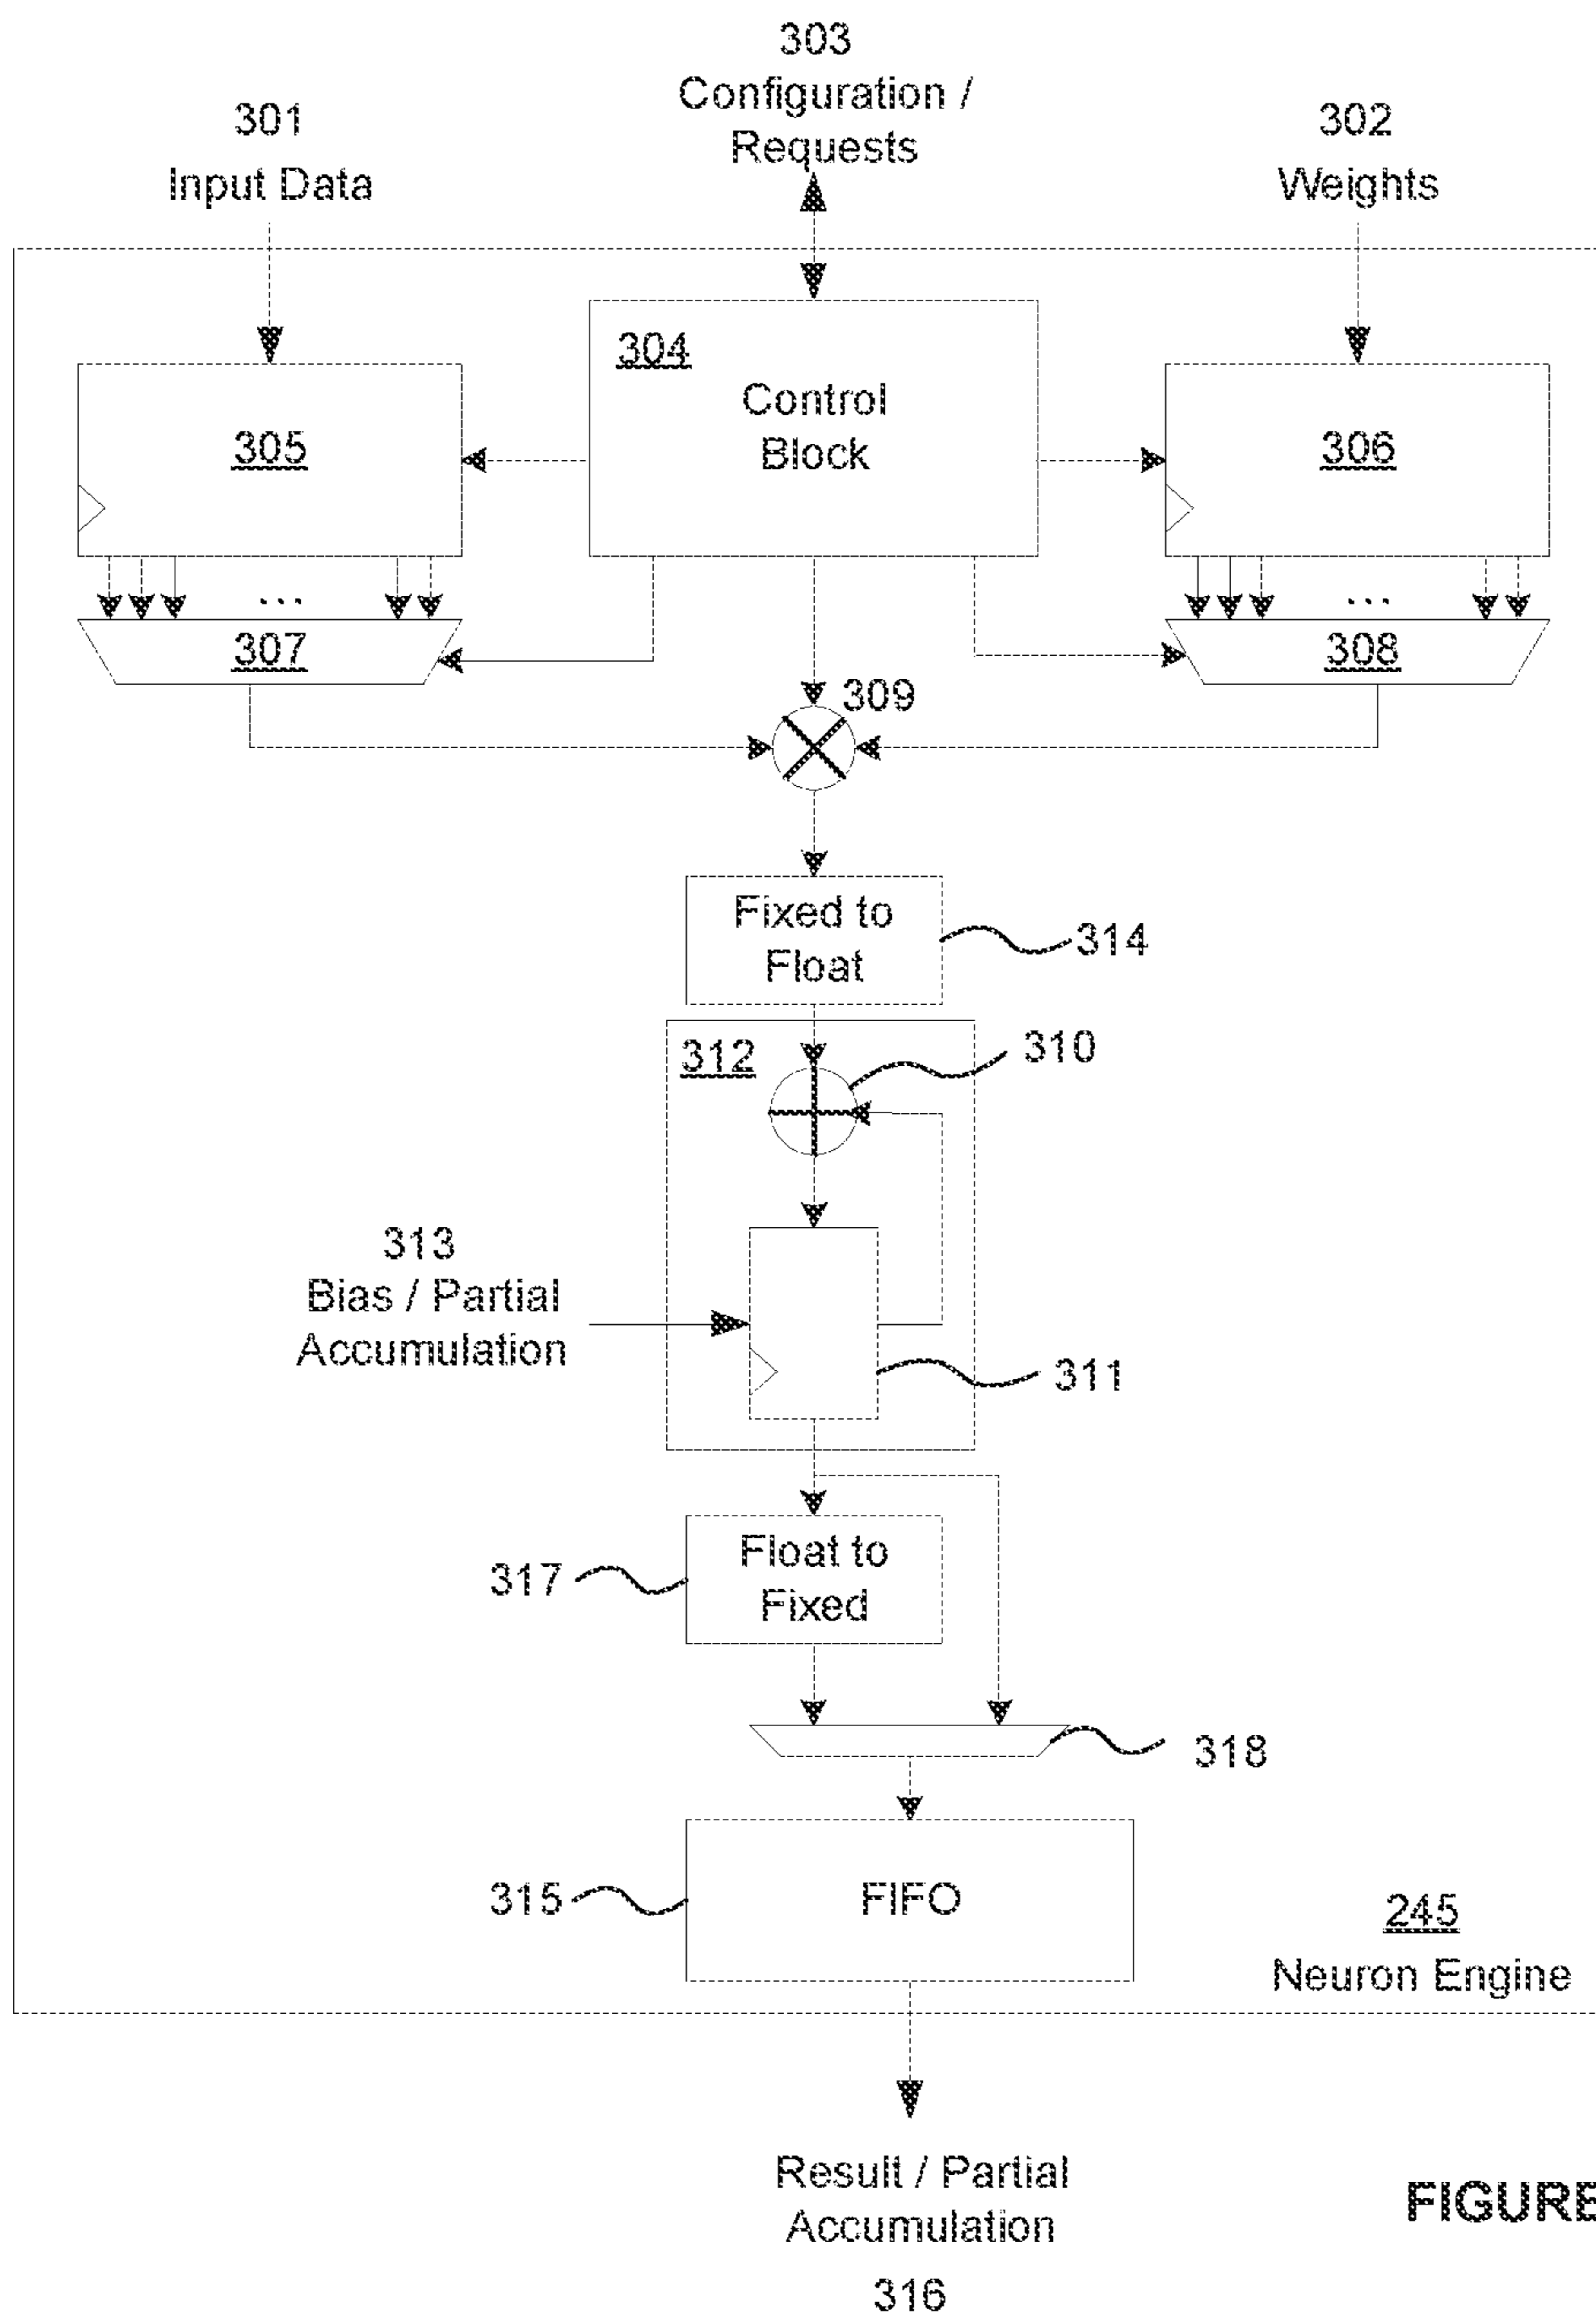 303
Configuration /
Requests
301
Input Data
302
Weights
304
Control
Block
305
306
...
...
307
308
309
Fixed to
Float
314
312
310
313
Bias / Partial
Accumulation
311
Float to
Fixed
317
318
315
FIFO
245
Neuron Engine
Result / Partial
Accumulation
316
FIGURE